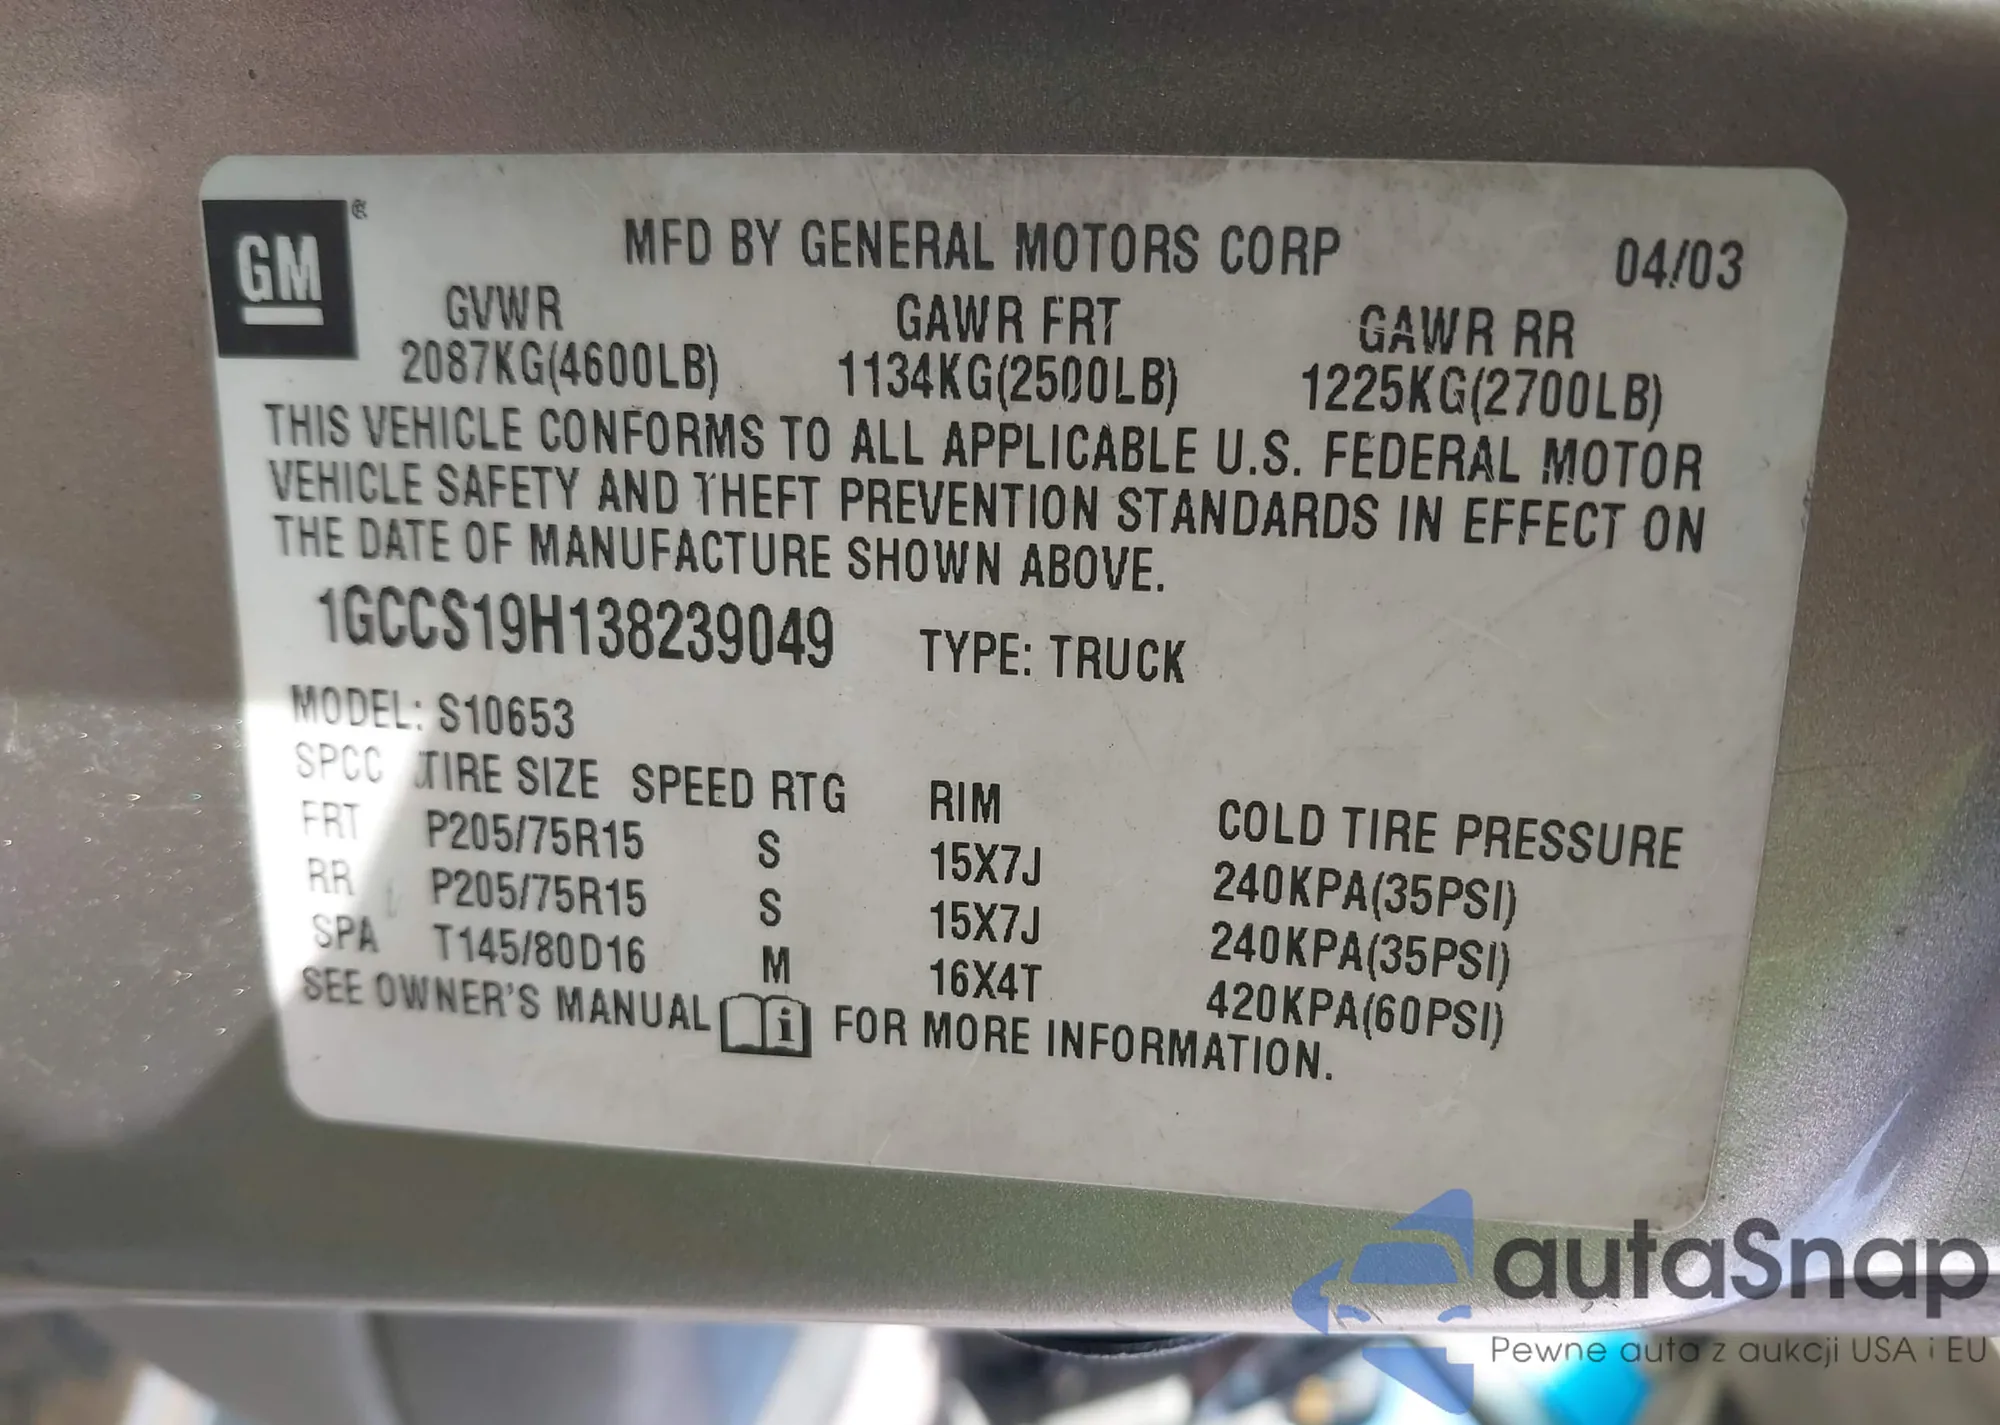 GM®
MFD BY GENERAL MOTORS CORP 04/03
GVWR GAWR FRT GAWR RR
2087KG(4600LB) 1134KG(2500LB) 1225KG(2700LB)
THIS VEHICLE CONFORMS TO ALL APPLICABLE U.S. FEDERAL MOTOR
VEHICLE SAFETY AND THEFT PREVENTION STANDARDS IN EFFECT ON
THE DATE OF MANUFACTURE SHOWN ABOVE.
1GCCS19H138239049 TYPE: TRUCK
MODEL: S10653
SPCC TIRE SIZE SPEED RTG RIM COLD TIRE PRESSURE
FRT P205/75R15 S 15X7J 240KPA(35PSI)
RR P205/75R15 S 15X7J 240KPA(35PSI)
SPA T145/80D16 M 16X4T 420KPA(60PSI)
SEE OWNER'S MANUAL i FOR MORE INFORMATION.
autaSnap
Pewne auta z aukcji USA i EU